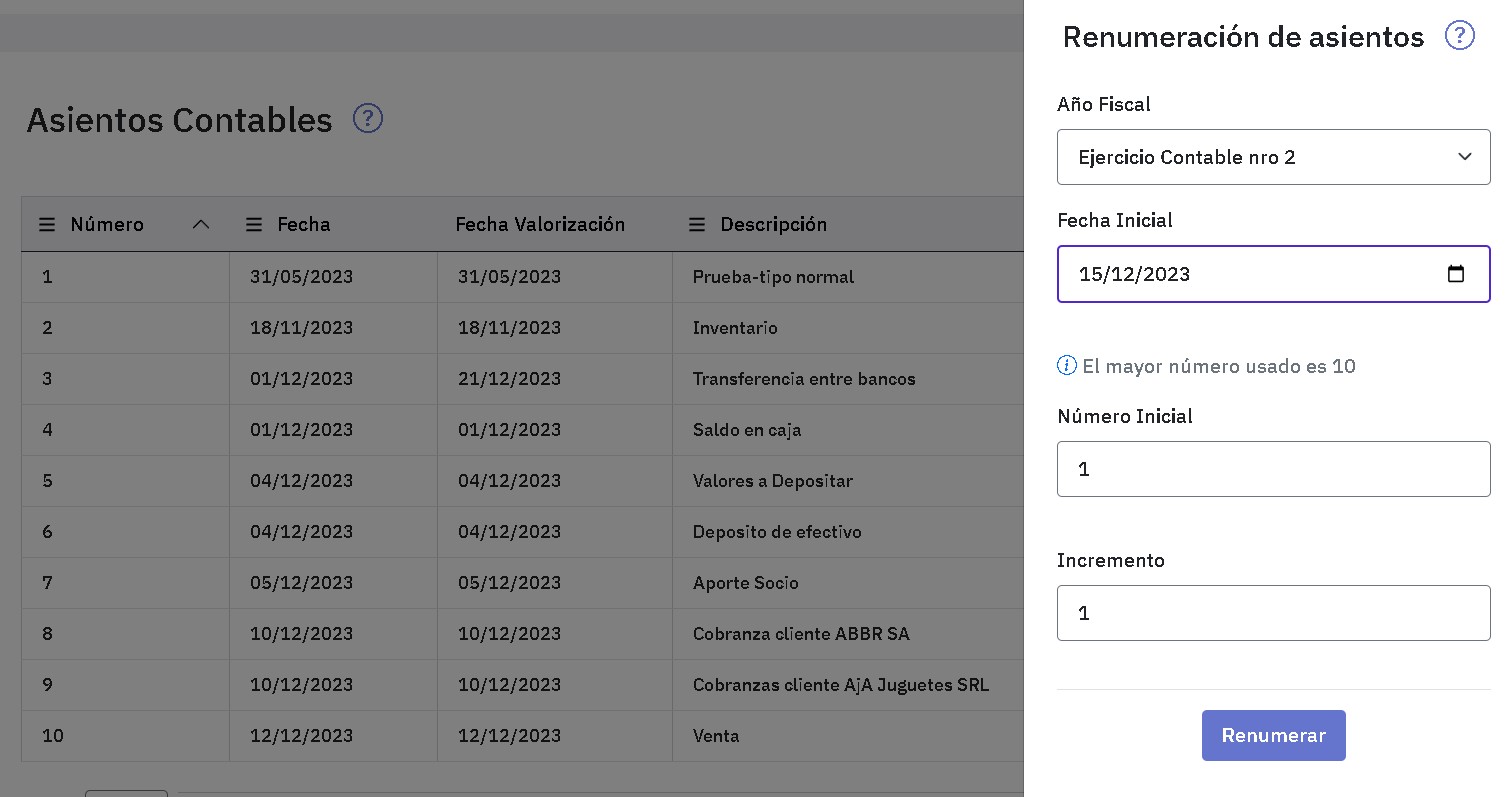 Asientos Contables ?
Número Fecha Fecha Valorización Descripción
1 31/05/2023 31/05/2023 Prueba-tipo normal
2 18/11/2023 18/11/2023 Inventario
3 01/12/2023 21/12/2023 Transferencia entre bancos
4 01/12/2023 01/12/2023 Saldo en caja
5 04/12/2023 04/12/2023 Valores a Depositar
6 04/12/2023 04/12/2023 Deposito de efectivo
7 05/12/2023 05/12/2023 Aporte Socio
8 10/12/2023 10/12/2023 Cobranza cliente ABBR SA
9 10/12/2023 10/12/2023 Cobranzas cliente AjA Juguetes SRL
10 12/12/2023 12/12/2023 Venta
Renumeración de asientos ?
Año Fiscal
Ejercicio Contable nro 2
Fecha Inicial
15/12/2023
i El mayor número usado es 10
Número Inicial
1
Incremento
1
Renumerar